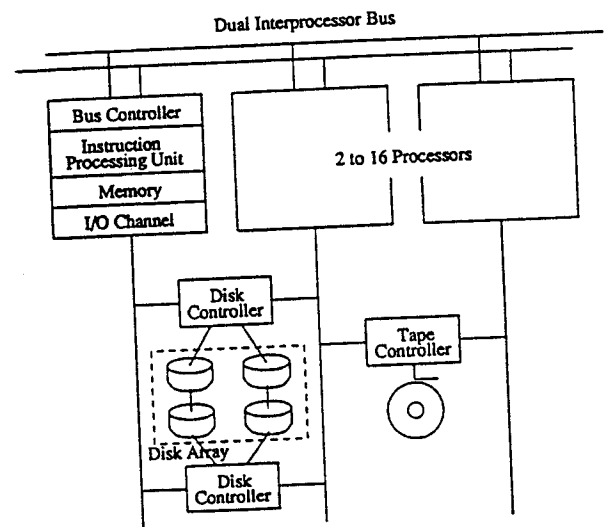 Dual Interprocessor Bus
Bus Controller
Instruction
Processing Unit
Memory
I/O Channel
2 to 16 Processors
Disk
Controller
Tape
Controller
Disk Array
Disk
Controller